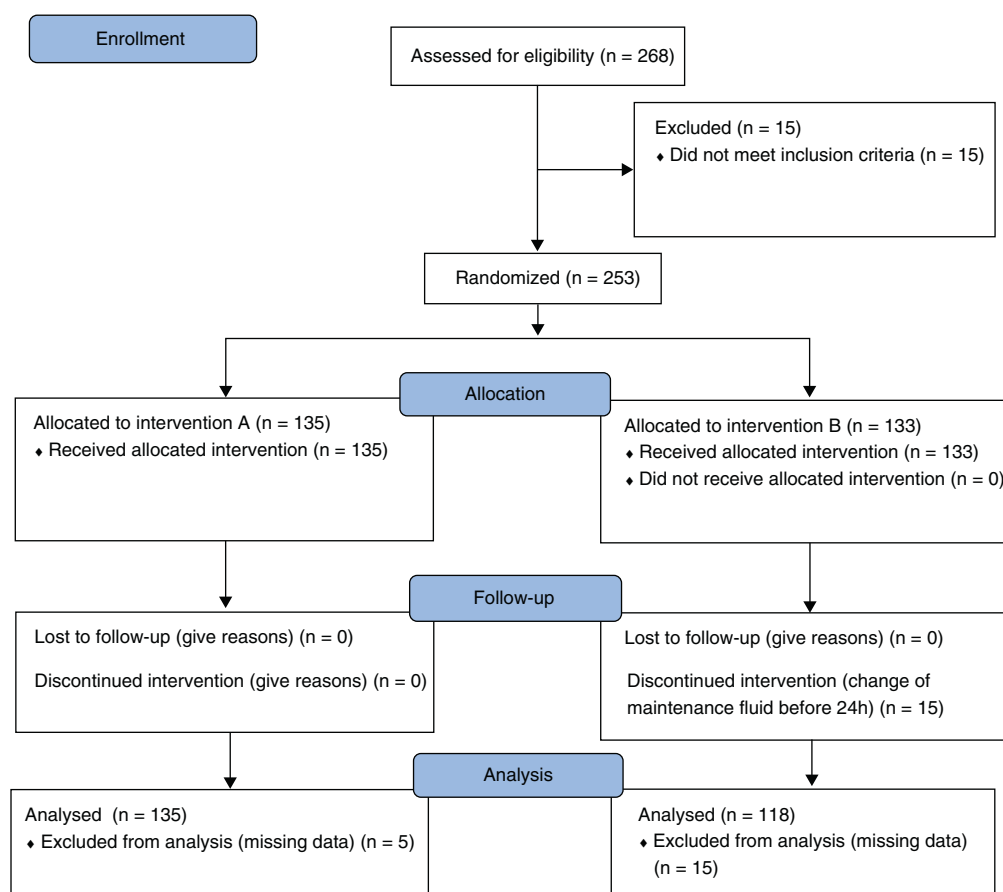 Enrollment
Assessed for eligibility (n = 268)
Excluded (n = 15)
♦ Did not meet inclusion criteria (n = 15)
Randomized (n = 253)
Allocation
Allocated to intervention A (n = 135)
♦ Received allocated intervention (n = 135)
Allocated to intervention B (n = 133)
♦ Received allocated intervention (n = 133)
♦ Did not receive allocated intervention (n = 0)
Follow-up
Lost to follow-up (give reasons) (n = 0)
Discontinued intervention (give reasons) (n = 0)
Lost to follow-up (give reasons) (n = 0)
Discontinued intervention (change of
maintenance fluid before 24h) (n = 15)
Analysis
Analysed (n = 135)
♦ Excluded from analysis (missing data) (n = 5)
Analysed (n = 118)
♦ Excluded from analysis (missing data)
(n = 15)